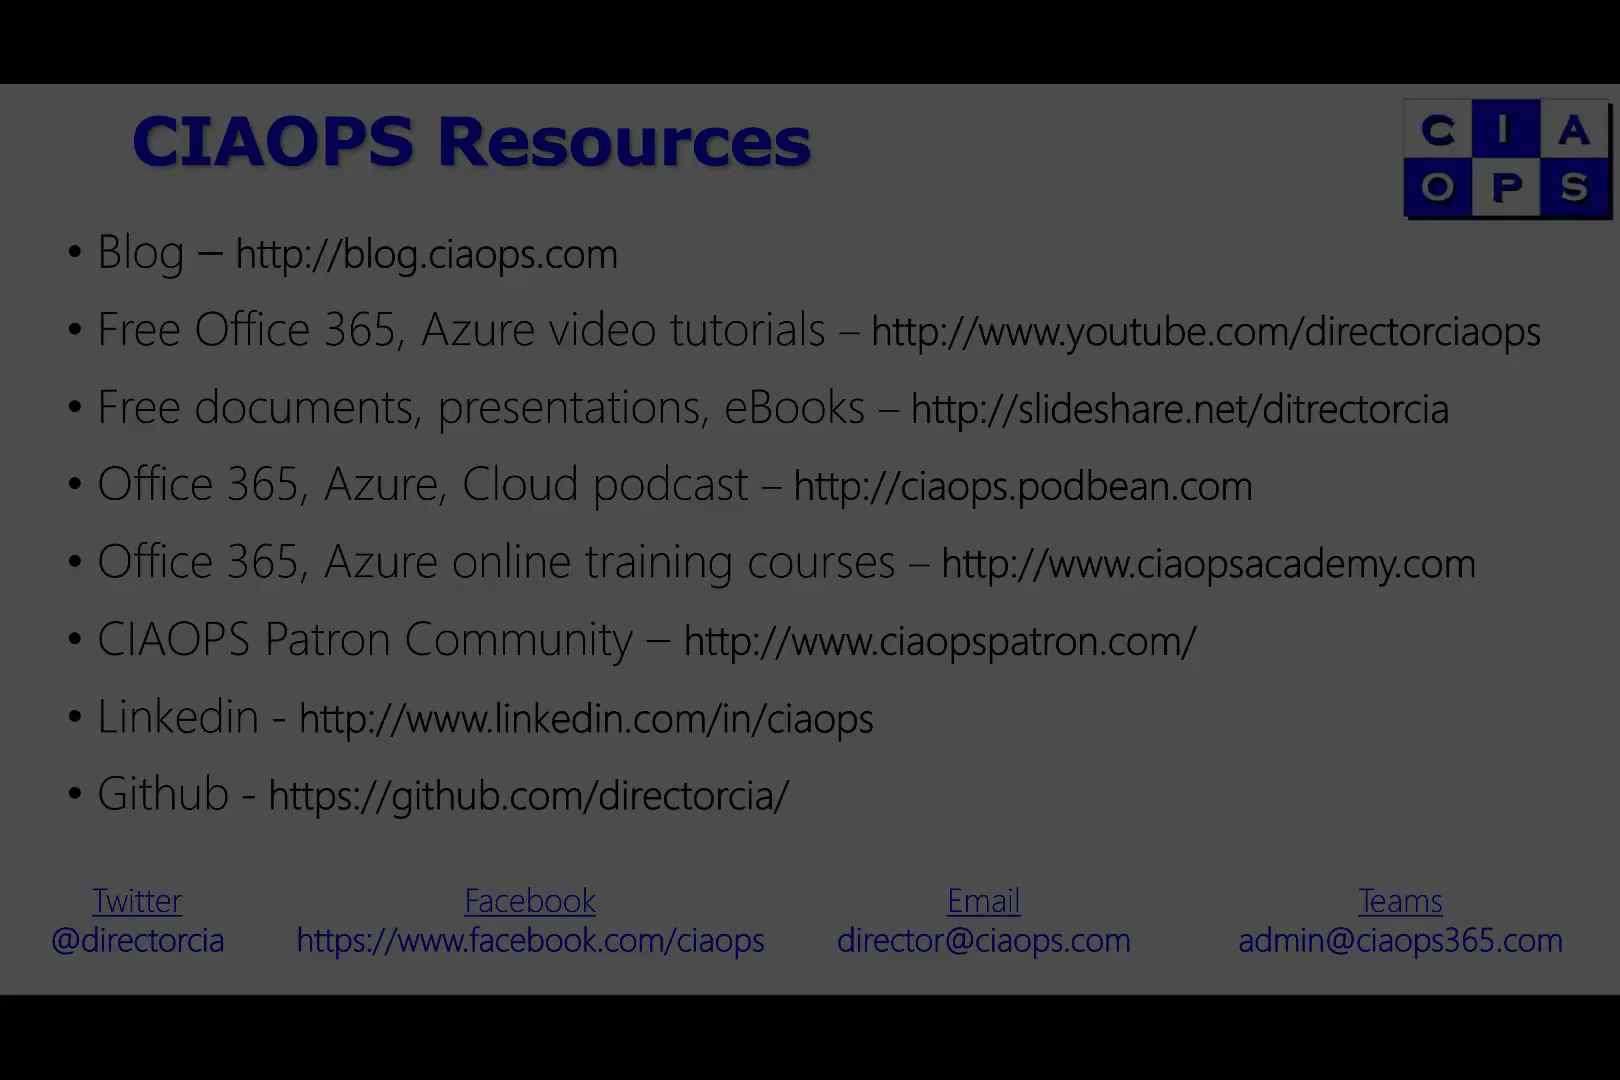 CIAOPS Resources
C I A
O P S
• Blog – http://blog.ciaops.com
• Free Office 365, Azure video tutorials – http://www.youtube.com/directorciaops
• Free documents, presentations, eBooks – http://slideshare.net/ditrectorcia
• Office 365, Azure, Cloud podcast – http://ciaops.podbean.com
• Office 365, Azure online training courses – http://www.ciaopsacademy.com
• CIAOPS Patron Community – http://www.ciaopspatron.com/
• Linkedin - http://www.linkedin.com/in/ciaops
• Github - https://github.com/directorcia/
Twitter
@directorcia
Facebook
https://www.facebook.com/ciaops
Email
director@ciaops.com
Teams
admin@ciaops365.com